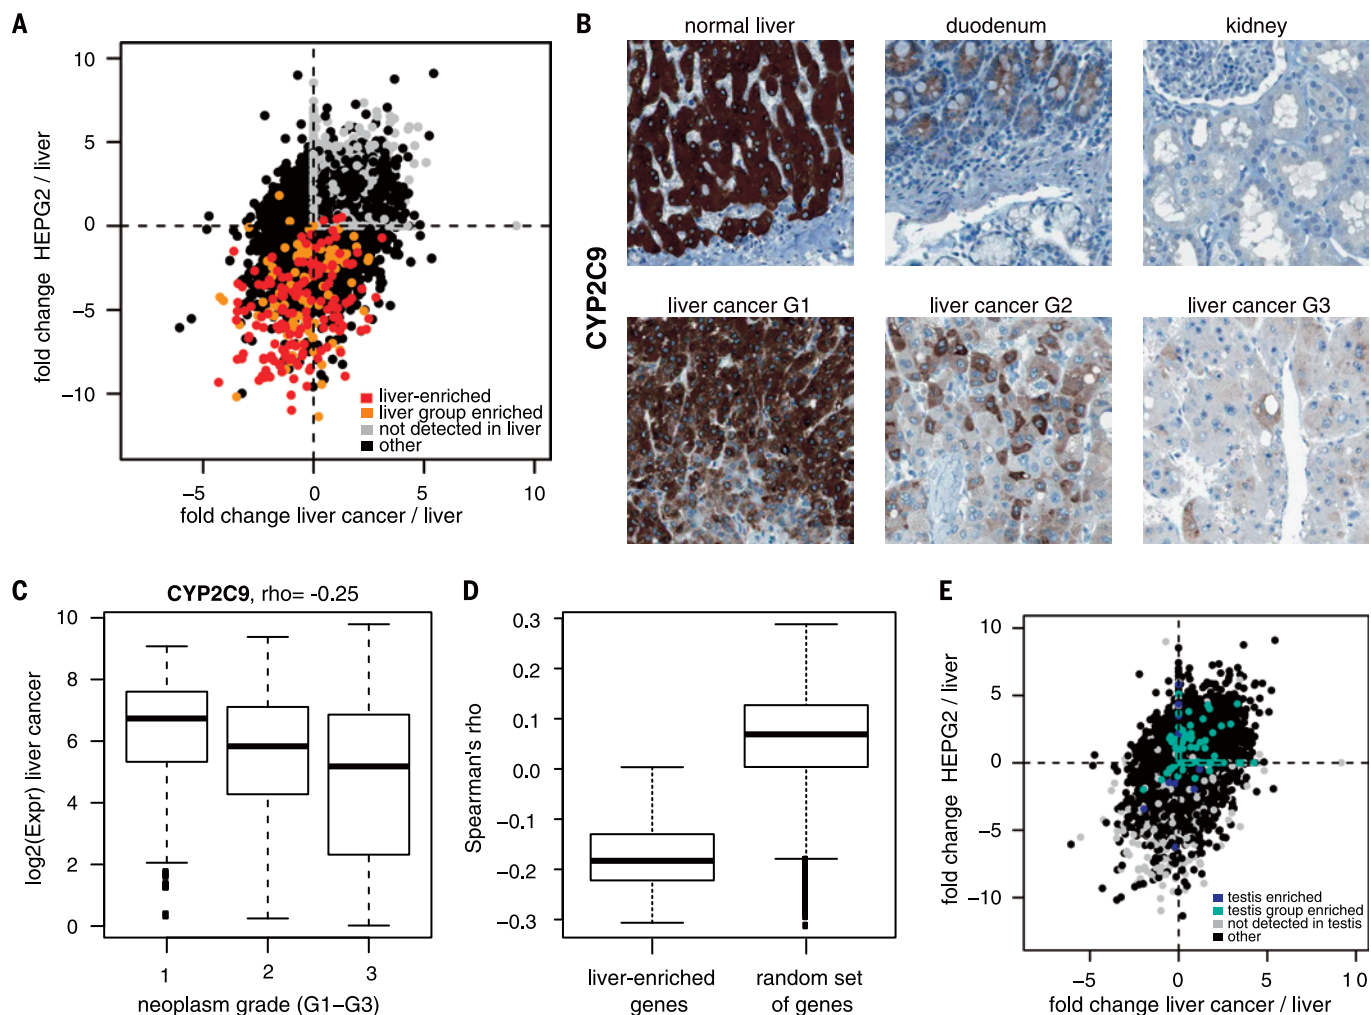 A
10
5
0
−5
−10
fold change HEPG2 / liver
liver-enriched
liver group enriched
not detected in liver
other
−5
0
5
10
fold change liver cancer / liver
B
normal liver
duodenum
kidney
CYP2C9
liver cancer G1
liver cancer G2
liver cancer G3
C
CYP2C9, rho= -0.25
10
8
6
4
2
0
log2(Expr) liver cancer
1
2
3
neoplasm grade (G1–G3)
D
0.3
0.2
0.1
0.0
−0.1
−0.2
−0.3
Spearman's rho
liver-enriched
genes
random set
of genes
E
10
5
0
−5
−10
fold change HEPG2 / liver
testis enriched
testis group enriched
not detected in testis
other
−5
0
5
10
fold change liver cancer / liver